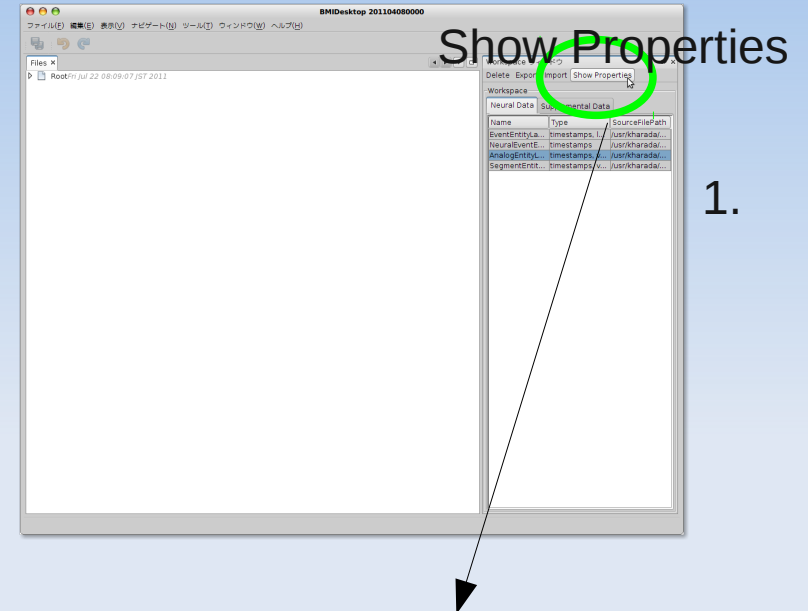 BMIDesktop 201104080000
ファイル(F) 編集(E) 表示(V) ナビゲート(N) ツール(T) ウィンドウ(W) ヘルプ(H)
Show Properties
Files ×
Root Fri Jul 22 08:09:07 JST 2011
Delete Export Import Show Properties
Workspace
Neural Data Supplemental Data
Name Type SourceFilePath
EventEntityLa... timestamps, l... /usr/kharada/...
NeuralEventE... timestamps /usr/kharada/...
AnalogEntityL... timestamps, /usr/kharada/...
SegmentEntit... timestamps, v... /usr/kharada/...
1.